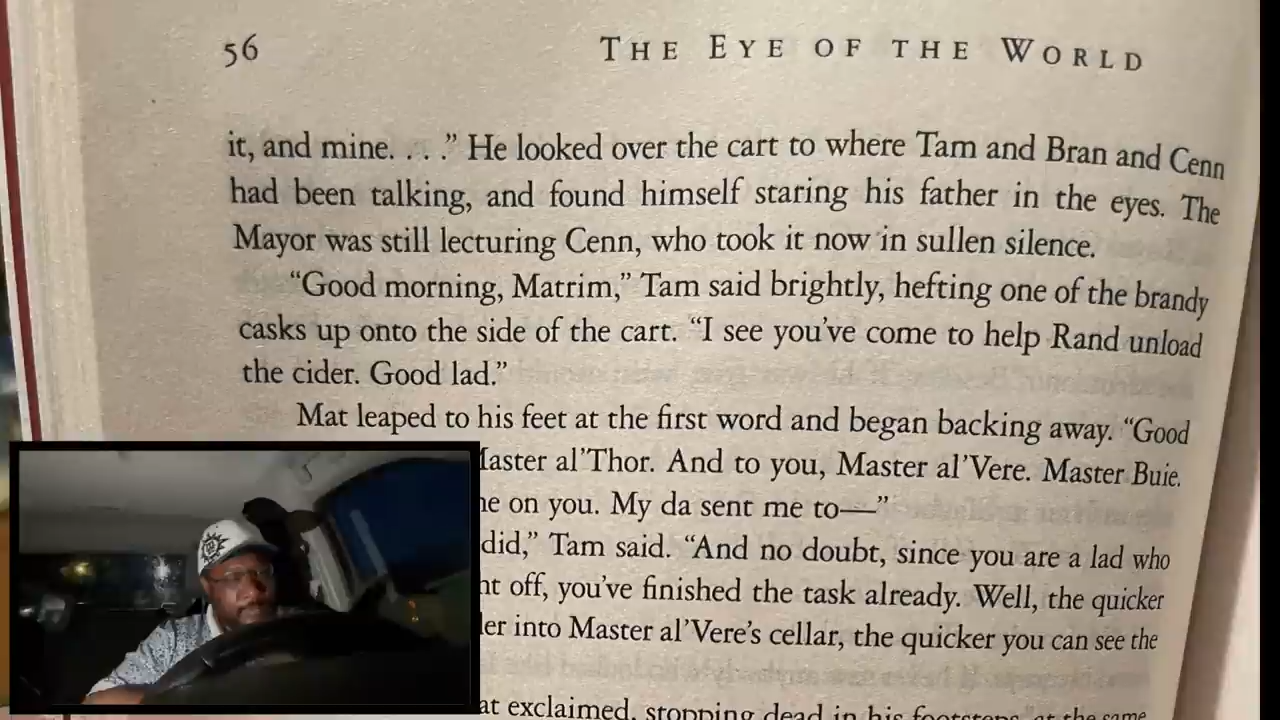 56
THE EYE OF THE WORLD
it, and mine. . . .” He looked over the cart to where Tam and Bran and Cenn
had been talking, and found himself staring his father in the eyes. The
Mayor was still lecturing Cenn, who took it now in sullen silence.
“Good morning, Matrim,” Tam said brightly, hefting one of the brandy
casks up onto the side of the cart. “I see you’ve come to help Rand unload
the cider. Good lad.”
Mat leaped to his feet at the first word and began backing away. “Good
al’Thor. And to you, Master al’Vere. Master Buie.
on you. My da sent me to—”
did,” Tam said. “And no doubt, since you are a lad who
off, you’ve finished the task already. Well, the quicker
into Master al’Vere’s cellar, the quicker you can see the
exclaimed, stopping dead in his footsteps at the same